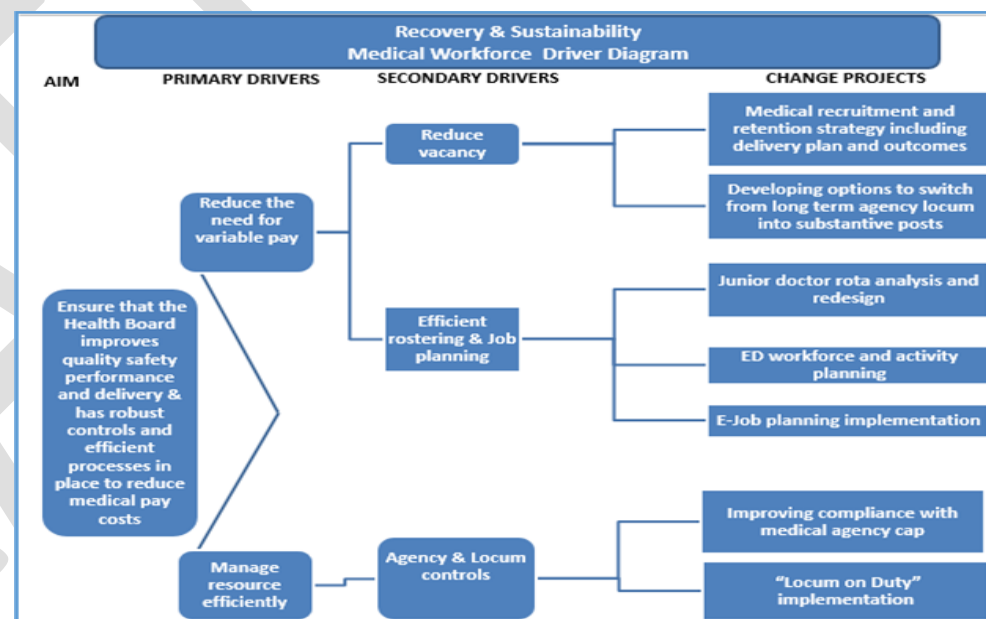 Recovery & Sustainability
Medical Workforce Driver Diagram
AIM
PRIMARY DRIVERS
SECONDARY DRIVERS
CHANGE PROJECTS
Ensure that the
Health Board
improves
quality safety
performance
and delivery &
has robust
controls and
efficient
processes in
place to reduce
medical pay
costs
Reduce the
need for
variable pay
Manage
resource
efficiently
Reduce
vacancy
Efficient
rostering & Job
planning
Agency & Locum
controls
Medical recruitment and
retention strategy including
delivery plan and outcomes
Developing options to switch
from long term agency locum
into substantive posts
Junior doctor rota analysis and
redesign
ED workforce and activity
planning
E-Job planning implementation
Improving compliance with
medical agency cap
“Locum on Duty”
implementation